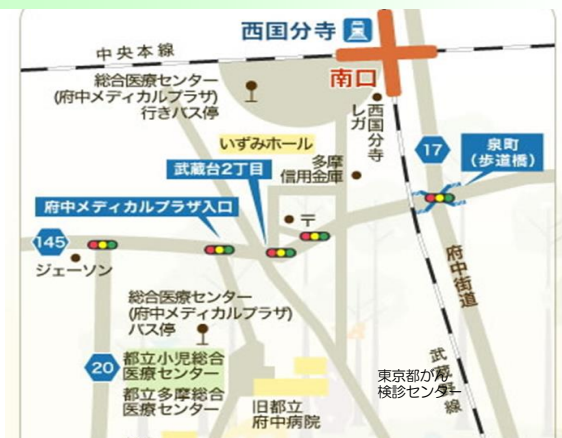 西国分寺
中央本線
南口
総合医療センター
(府中メディカルプラザ)
行きバス停
西国分寺
レガ
いずみホール
多摩
信用金庫
17
泉町
(歩道橋)
武蔵台2丁目
府中メディカルプラザ入口
〒
145
ジェーソン
府中街道
総合医療センター
(府中メディカルプラザ)
バス停
20
都立小児総合
医療センター
都立多摩総合
医療センター
旧都立
府中病院
東京都がん
検診センター
武蔵野線